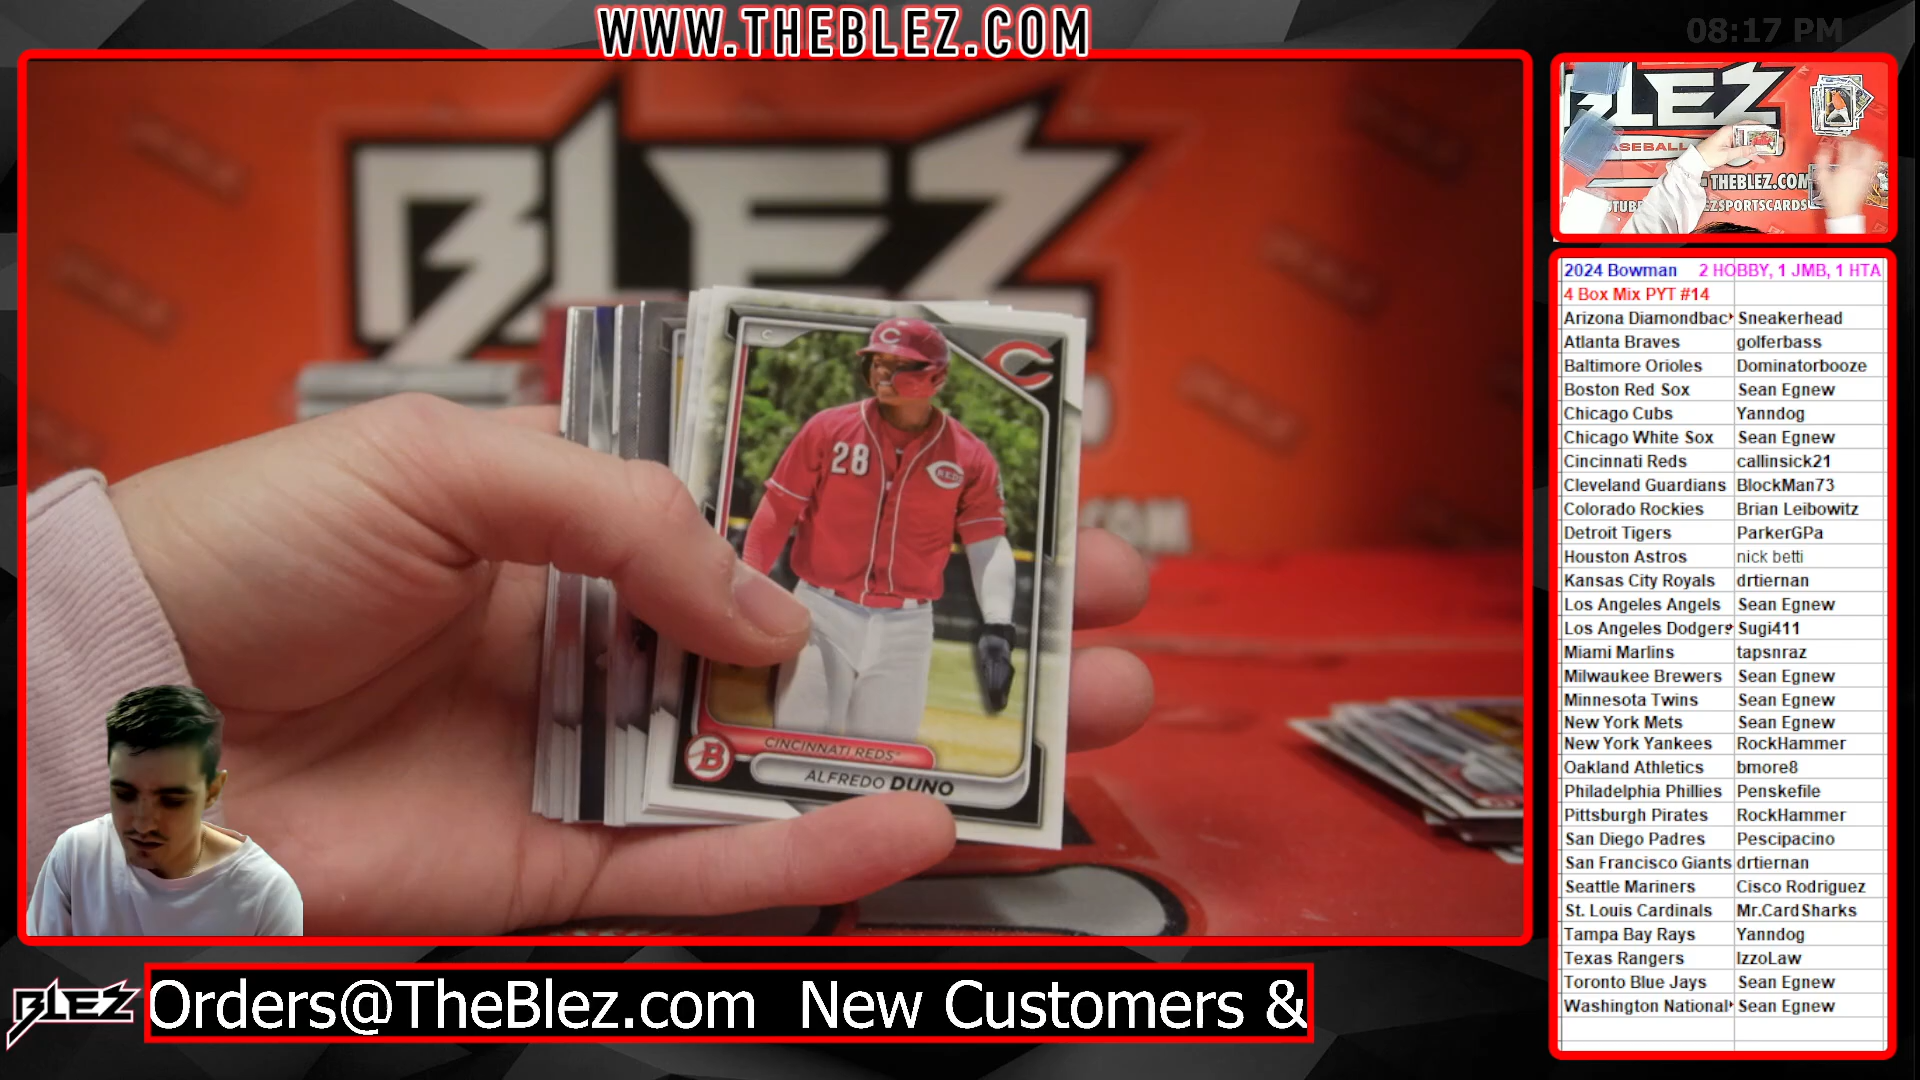 WWW.THEBLEZ.COM
08:17 PM
BLEZ
C
28
REDS
C
CINCINNATI REDS
B
ALFREDO DUNO
BLEZ
BASEBALL
THEBLEZ.COM
2024 Bowman 2 HOBBY, 1 JMB, 1 HTA
4 Box Mix PYT #14
Arizona Diamondbac Sneakerhead
Atlanta Braves golferbass
Baltimore Orioles Dominatorbooze
Boston Red Sox Sean Egnew
Chicago Cubs Yanndog
Chicago White Sox Sean Egnew
Cincinnati Reds callinsick21
Cleveland Guardians BlockMan73
Colorado Rockies Brian Leibowitz
Detroit Tigers ParkerGPa
Houston Astros nick betti
Kansas City Royals drtiernan
Los Angeles Angels Sean Egnew
Los Angeles Dodgers Sugi411
Miami Marlins tapsnraz
Milwaukee Brewers Sean Egnew
Minnesota Twins Sean Egnew
New York Mets Sean Egnew
New York Yankees RockHammer
Oakland Athletics bmore8
Philadelphia Phillies Penskefile
Pittsburgh Pirates RockHammer
San Diego Padres Pescipacino
San Francisco Giants drtiernan
Seattle Mariners Cisco Rodriguez
St. Louis Cardinals Mr.CardSharks
Tampa Bay Rays Yanndog
Texas Rangers IzzoLaw
Toronto Blue Jays Sean Egnew
Washington National Sean Egnew
BLEZ
Orders@TheBlez.com New Customers &